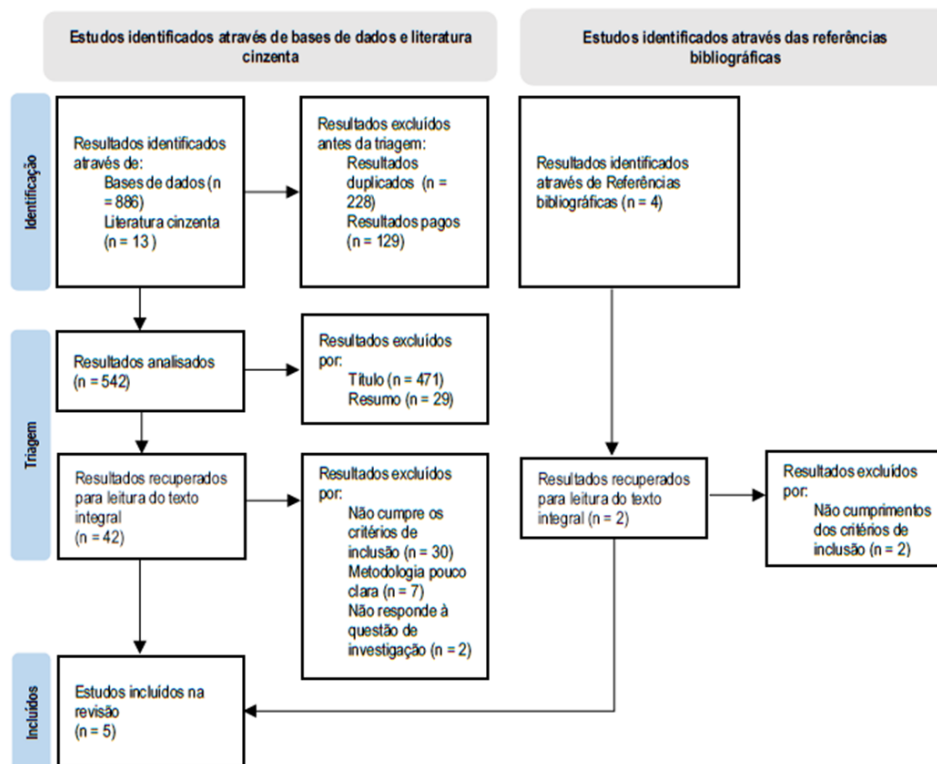 Estudos identificados através de bases de dados e literatura
cinzenta
Estudos identificados através das referências
bibliográficas
Identificação
Resultados identificados
através de:
Bases de dados (n
= 886)
Literatura cinzenta
(n = 13 )
Resultados excluídos
antes da triagem:
Resultados
duplicados (n =
228)
Resultados pagos
(n = 129)
Resultados identificados
através de Referências
bibliográficas (n = 4)
Triagem
Resultados analisados
(n = 542)
Resultados excluídos
por:
Título (n = 471)
Resumo (n = 29)
Resultados recuperados
para leitura do texto
integral
(n = 42)
Resultados excluídos
por:
Não cumpre os
critérios de
inclusão (n = 30)
Metodologia pouco
clara (n = 7)
Não responde à
questão de
investigação (n = 2)
Resultados recuperados
para leitura do texto
integral (n = 2)
Resultados excluídos
por:
Não cumprimentos
dos critérios de
inclusão (n = 2)
Incluídos
Estudos incluídos na
revisão
(n = 5)